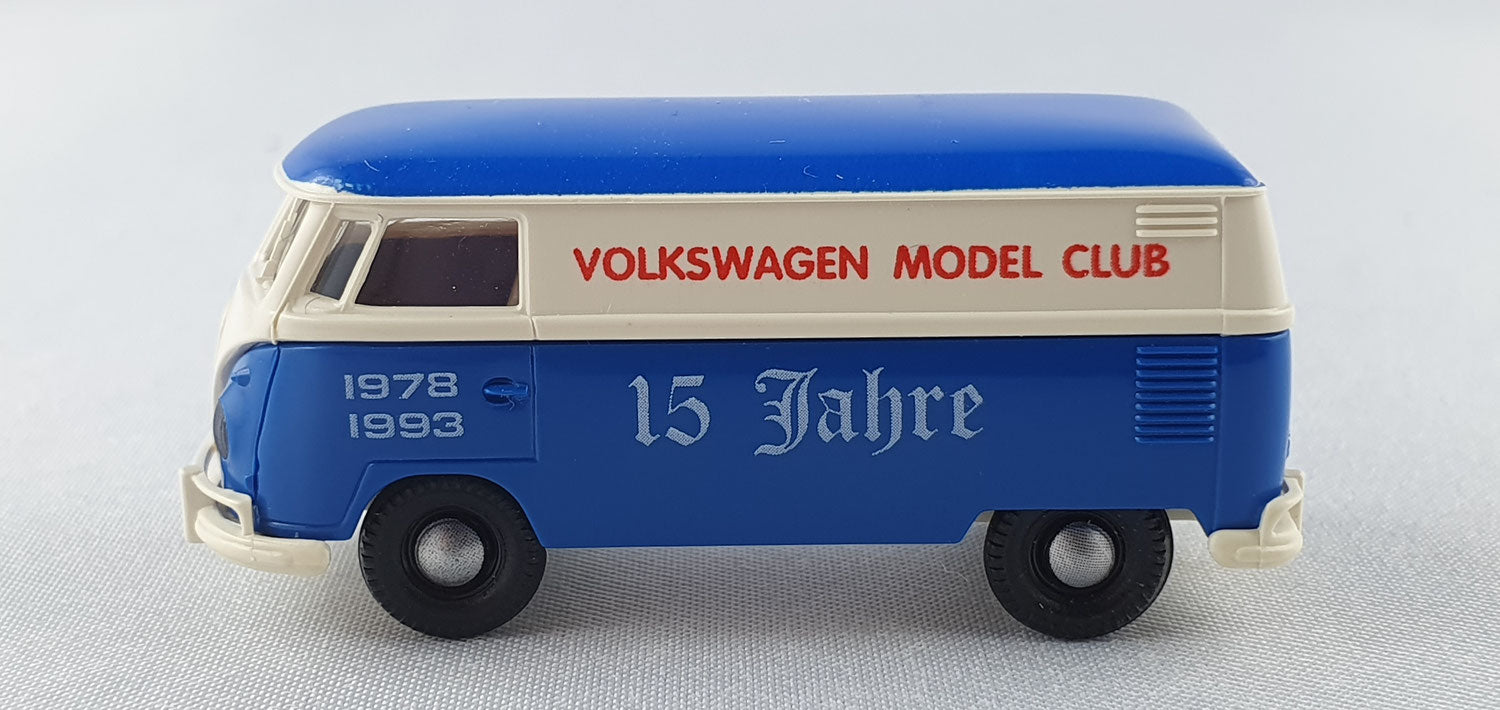 VOLKSWAGEN MODEL CLUB
1978
1993
15 Jahre